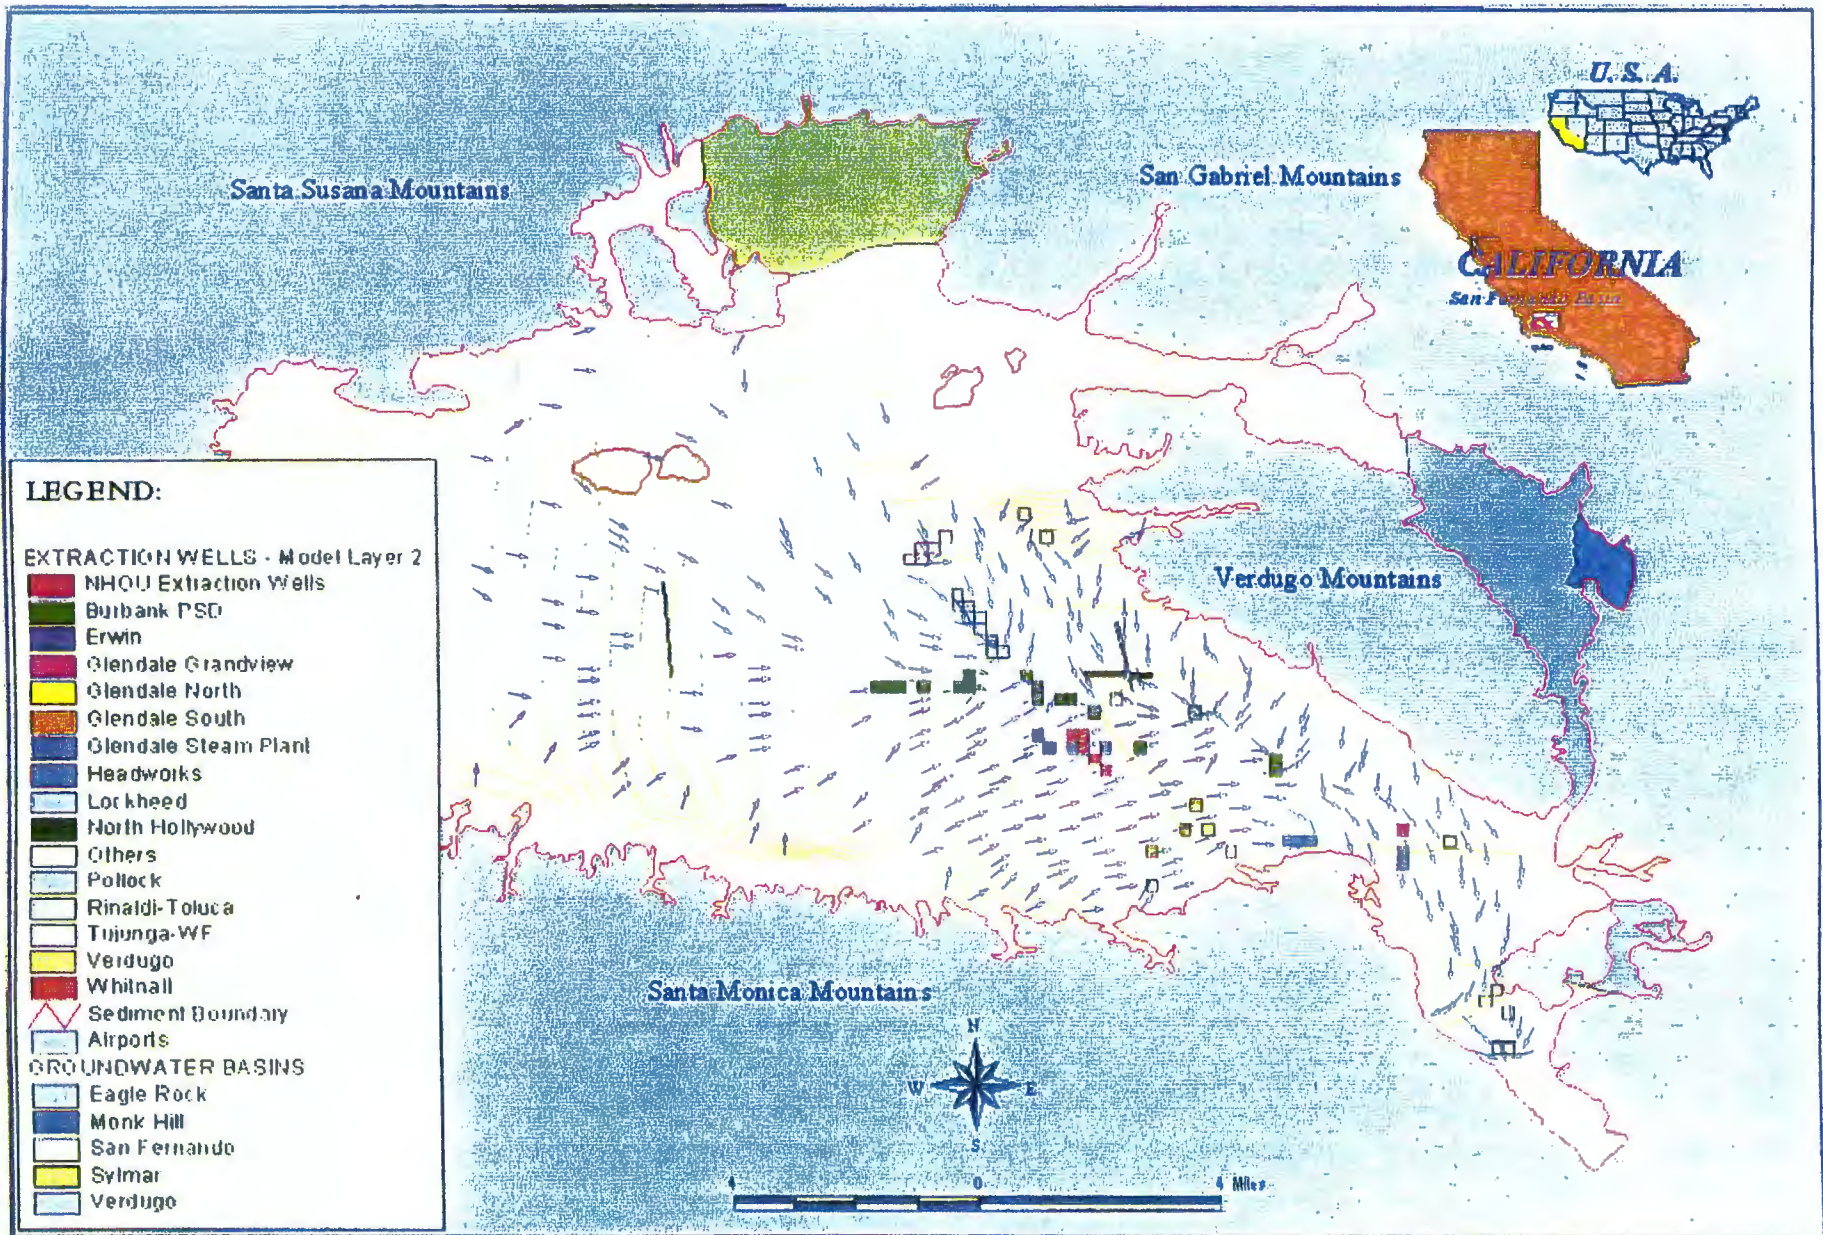 U. S. A.
Santa Susana Mountains
San Gabriel Mountains
CALIFORNIA
San Fernando Basin
LEGEND:
EXTRACTION WELLS - Model Layer 2
NHOU Extraction Wells
Burbank PSD
Erwin
Glendale Grandview
Glendale North
Glendale South
Glendale Steam Plant
Headworks
Lockheed
North Hollywood
Others
Pollock
Rinaldi-Toluca
Tujunga-WF
Verdugo
Whitnall
Sediment Boundary
Airports
GROUNDWATER BASINS
Eagle Rock
Monk Hill
San Fernando
Sylmar
Verdugo
Verdugo Mountains
Santa Monica Mountains
N
W E
S
4 0 4 Miles